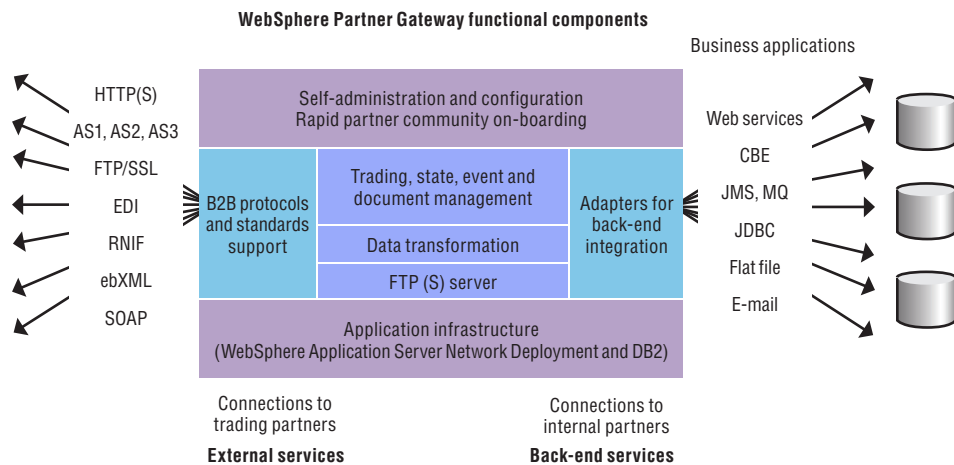 WebSphere Partner Gateway functional components
Business applications
HTTP(S)
AS1, AS2, AS3
FTP/SSL
EDI
RNIF
ebXML
SOAP
Self-administration and configuration
Rapid partner community on-boarding
B2B protocols
and standards
support
Trading, state, event and
document management
Data transformation
FTP (S) server
Adapters for
back-end
integration
Application infrastructure
(WebSphere Application Server Network Deployment and DB2)
Web services
CBE
JMS, MQ
JDBC
Flat file
E-mail
Connections to
trading partners
External services
Connections to
internal partners
Back-end services